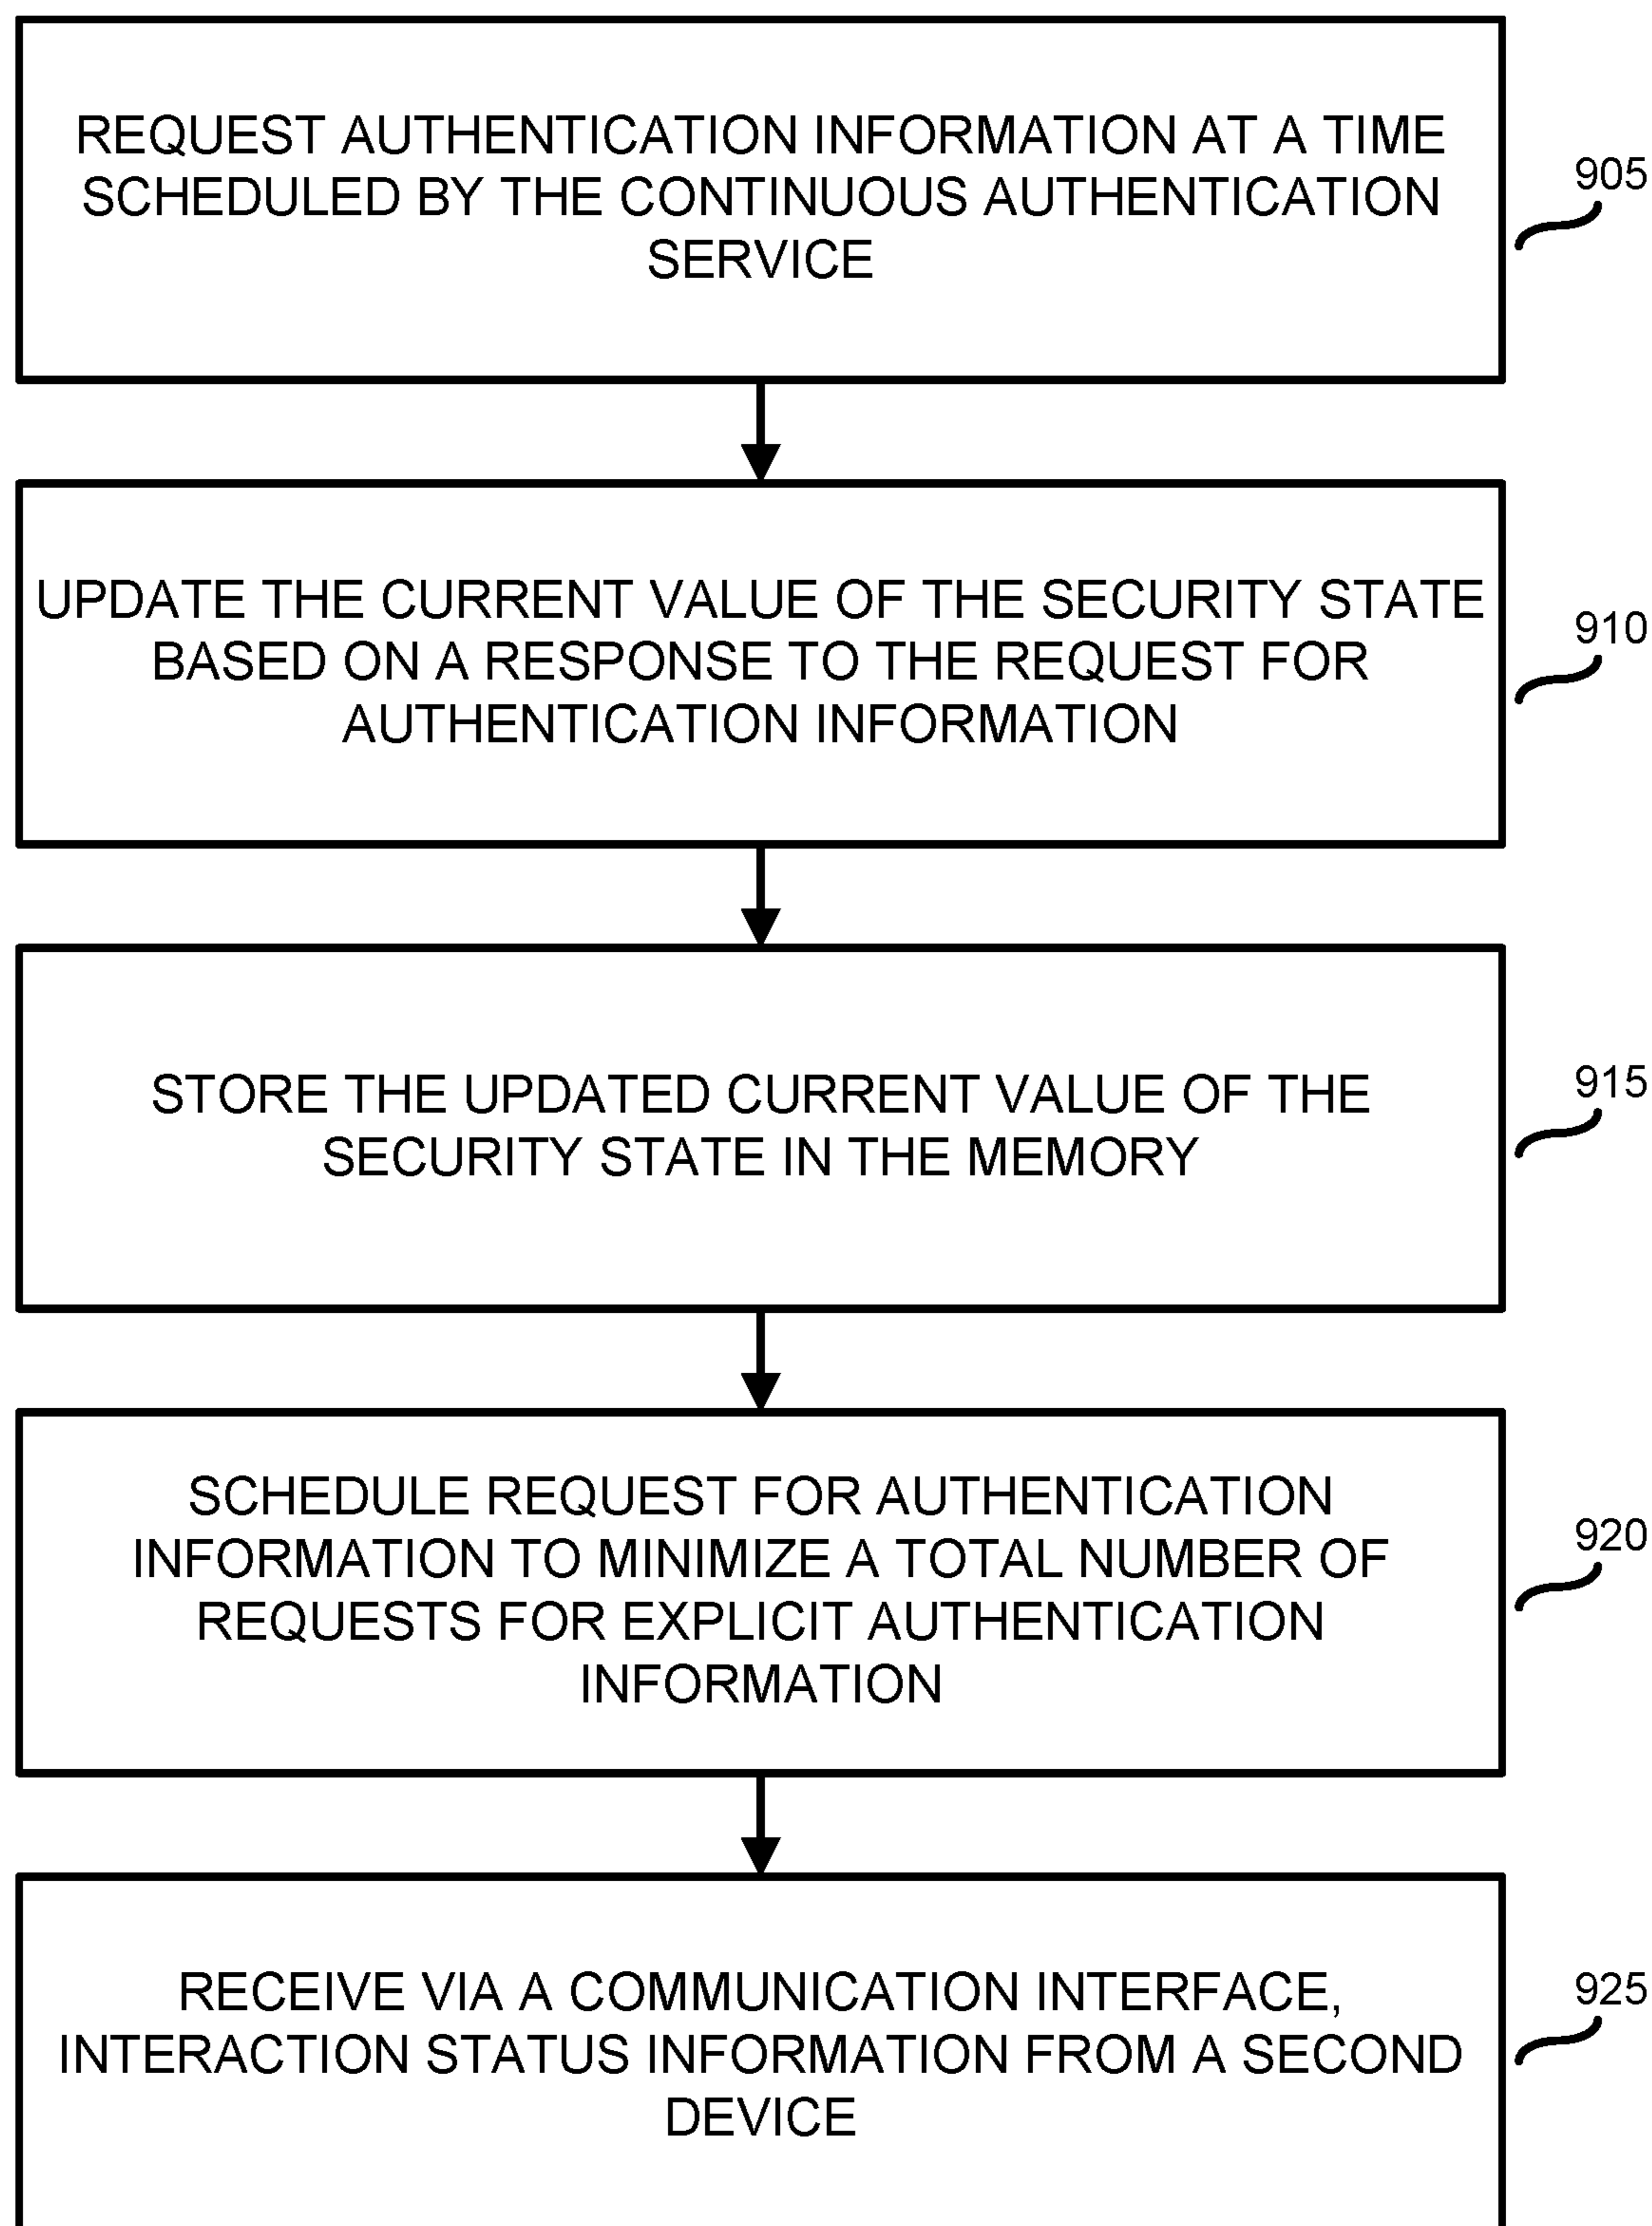 REQUEST AUTHENTICATION INFORMATION AT A TIME
SCHEDULED BY THE CONTINUOUS AUTHENTICATION
SERVICE
905
UPDATE THE CURRENT VALUE OF THE SECURITY STATE
BASED ON A RESPONSE TO THE REQUEST FOR
AUTHENTICATION INFORMATION
910
STORE THE UPDATED CURRENT VALUE OF THE
SECURITY STATE IN THE MEMORY
915
SCHEDULE REQUEST FOR AUTHENTICATION
INFORMATION TO MINIMIZE A TOTAL NUMBER OF
REQUESTS FOR EXPLICIT AUTHENTICATION
INFORMATION
920
RECEIVE VIA A COMMUNICATION INTERFACE,
INTERACTION STATUS INFORMATION FROM A SECOND
DEVICE
925